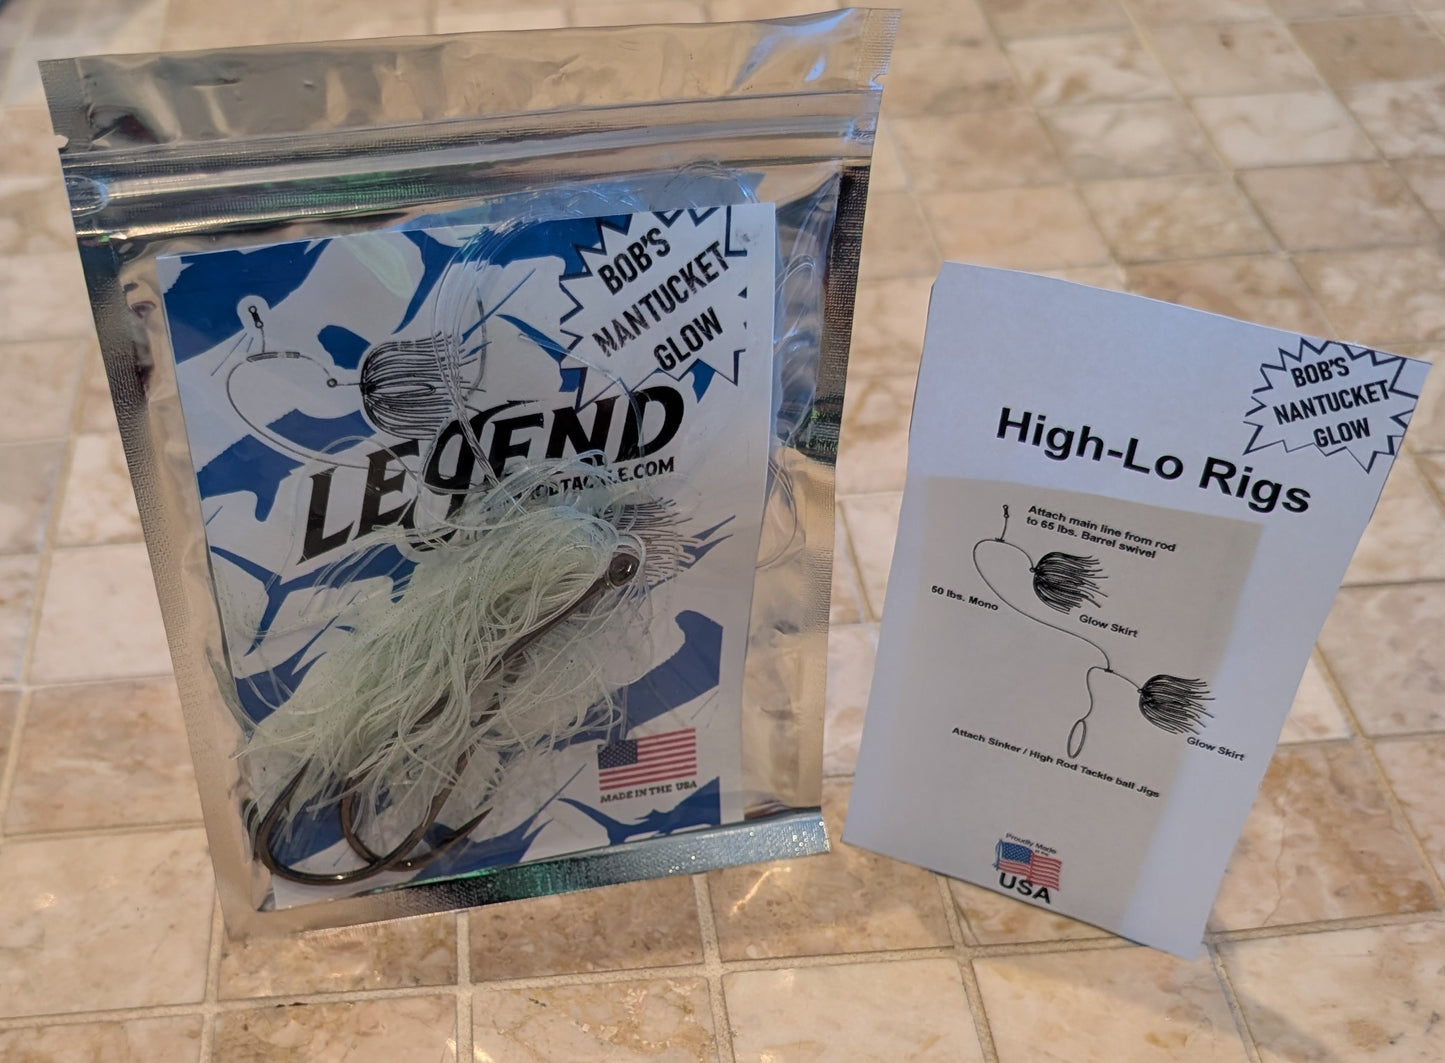 BOB'S
NANTUCKET
GLOW
LEGEND
TACKLE.COM
MADE IN THE USA
BOB'S
NANTUCKET
GLOW
High-Lo Rigs
Attach main line from rod
to 65 lbs. Barrel swivel
50 lbs. Mono
Glow Skirt
Glow Skirt
Attach Sinker / High Rod Tackle ball Jigs
Proudly Made
USA